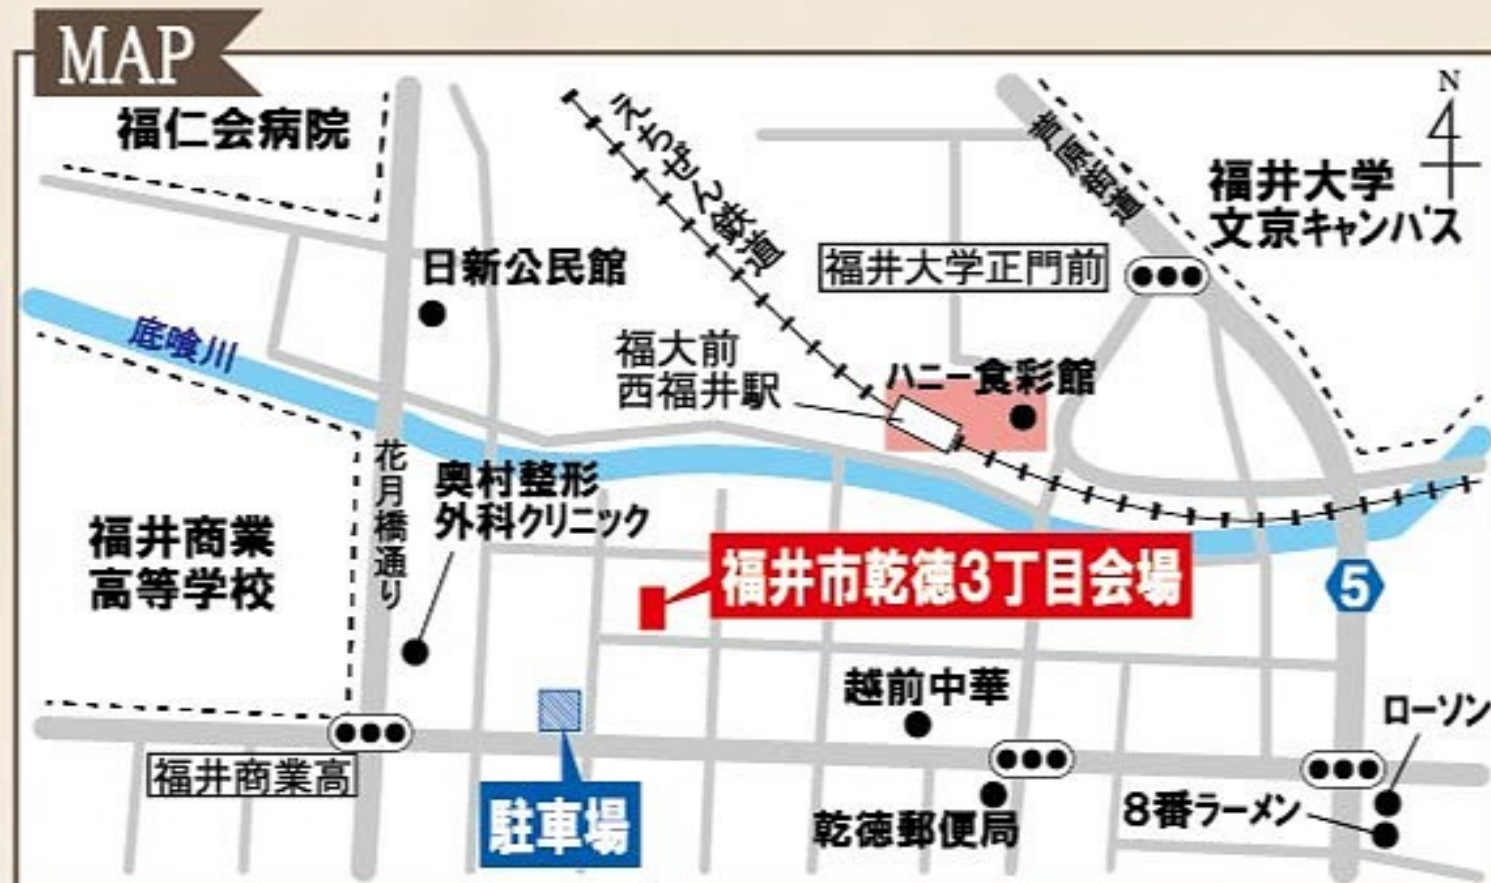 MAP
N
福仁会病院
えちぜん鉄道
芦原街道
福井大学
文京キャンパス
日新公民館
福井大学正門前
底喰川
福大前
西福井駅
ハニー食彩館
花月橋通り
奥村整形
外科クリニック
福井商業
高等学校
福井市乾徳3丁目会場
5
越前中華
ローソン
福井商業高
駐車場
乾徳郵便局
8番ラーメン